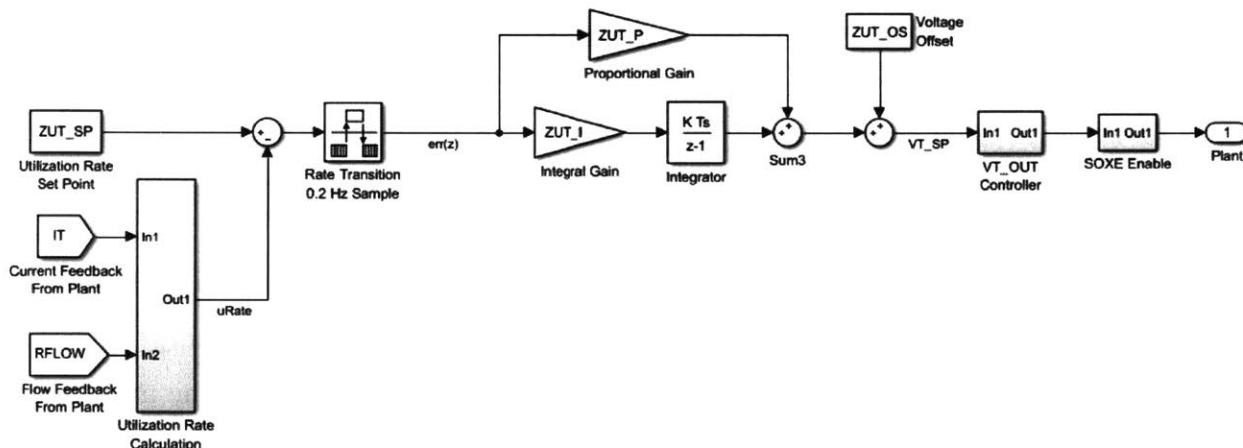 ZUT_P
Proportional Gain
ZUT_OS
Voltage
Offset
ZUT_SP
Utilization Rate
Set Point
+
-
Rate Transition
0.2 Hz Sample
err(z)
ZUT_I
Integral Gain
K Ts
z-1
Integrator
+
+
Sum3
+
+
VT_SP
In1 Out1
VT_OUT
Controller
In1 Out1
SOXE Enable
1
Plant
IT
Current Feedback
From Plant
In1
Out1
uRate
RFLOW
In2
Flow Feedback
From Plant
Utilization Rate
Calculation